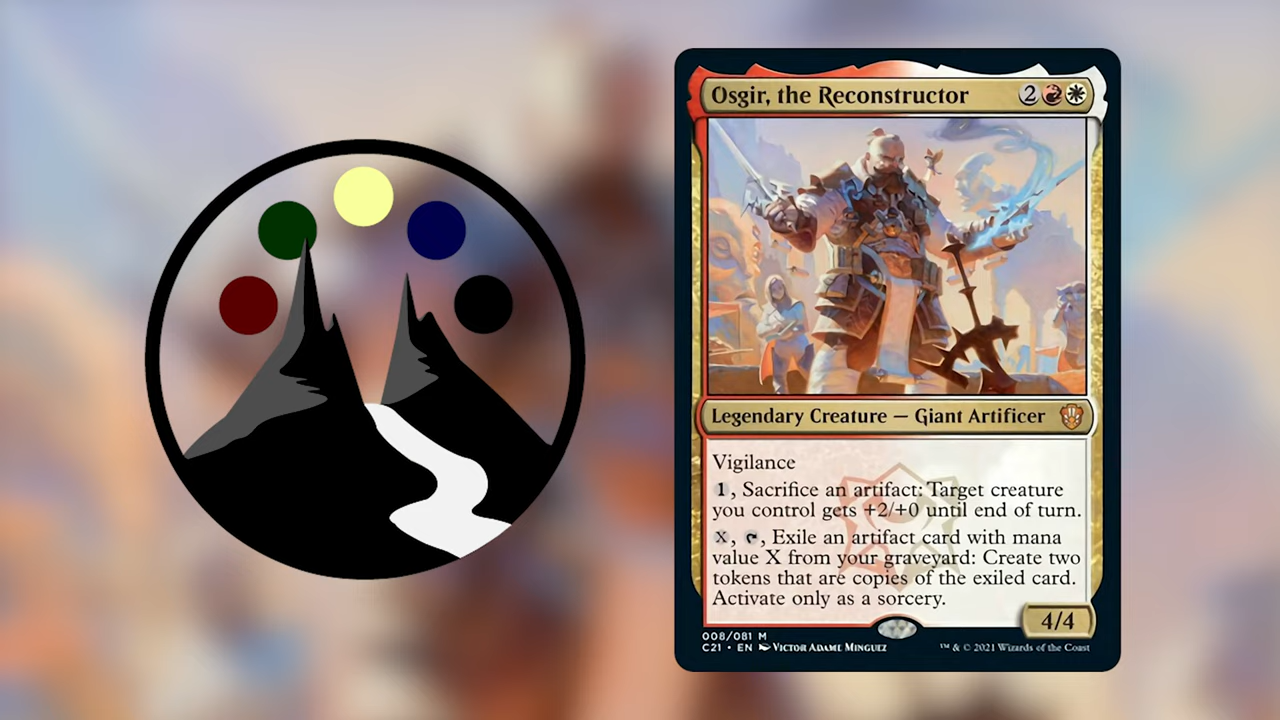 Osgir, the Reconstructor 2
Legendary Creature — Giant Artificer
Vigilance
1, Sacrifice an artifact: Target creature
you control gets +2/+0 until end of turn.
X, , Exile an artifact card with mana
value X from your graveyard: Create two
tokens that are copies of the exiled card.
Activate only as a sorcery.
4/4
008/081 M
C21 • EN Victor Adame Minguez
™ & © 2021 Wizards of the Coast